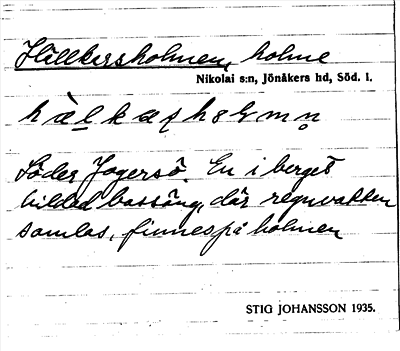 Hällkarsholmen, holme
Nikolai s:n, Jönåkers hd, Söd. l.
Söder Jogersö. En i berget
bildad bassäng, där regnvatten
samlas, finnes på holmen
STIG JOHANSSON 1935.